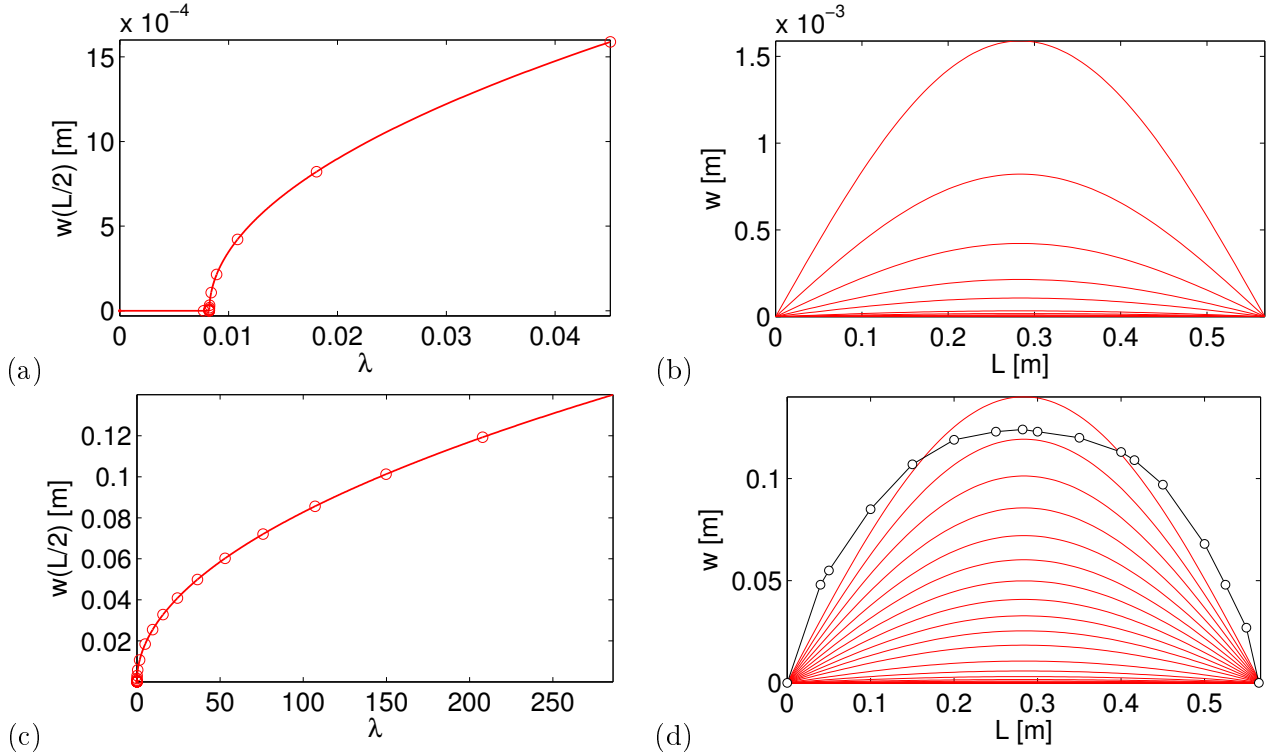 x 10⁻⁴
15
10
5
0
w(L/2) [m]
0 0.01 0.02 0.03 0.04
λ
(a)
x 10⁻³
1.5
1
0.5
0
w [m]
0 0.1 0.2 0.3 0.4 0.5
L [m]
(b)
0.12
0.1
0.08
0.06
0.04
0.02
w(L/2) [m]
0 50 100 150 200 250
λ
(c)
0.1
0.05
0
w [m]
0 0.1 0.2 0.3 0.4 0.5
L [m]
(d)